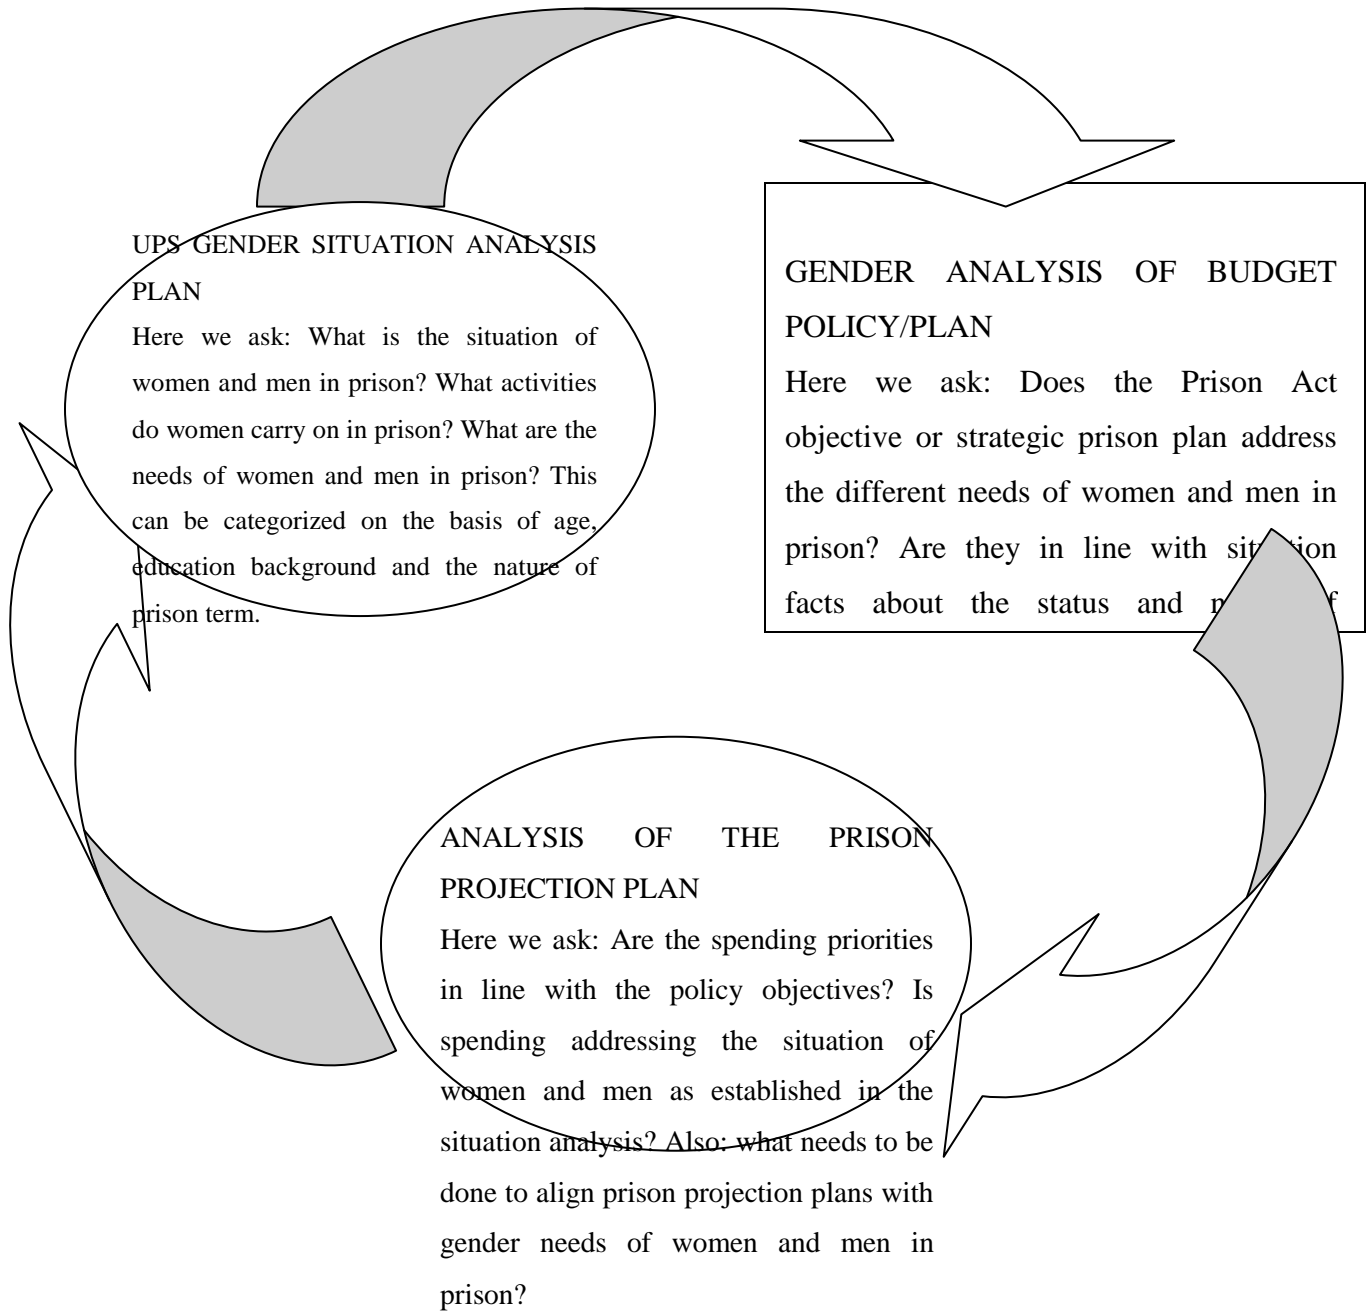 UPS GENDER SITUATION ANALYSIS
PLAN
Here we ask: What is the situation of
women and men in prison? What activities
do women carry on in prison? What are the
needs of women and men in prison? This
can be categorized on the basis of age,
education background and the nature of
prison term.
GENDER ANALYSIS OF BUDGET
POLICY/PLAN
Here we ask: Does the Prison Act
objective or strategic prison plan address
the different needs of women and men in
prison? Are they in line with
facts about the status and
ANALYSIS OF THE PRISON
PROJECTION PLAN
Here we ask: Are the spending priorities
in line with the policy objectives? Is
spending addressing the situation of
women and men as established in the
situation analysis? Also: what needs to be
done to align prison projection plans with
gender needs of women and men in
prison?